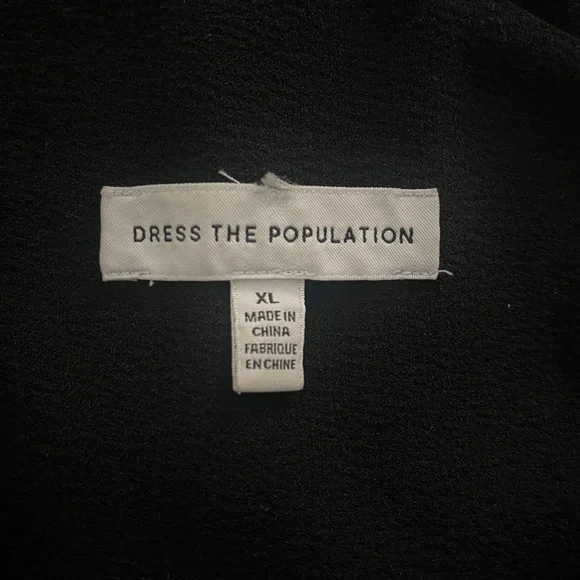 DRESS THE POPULATION
XL
MADE IN
CHINA
FABRIQUE
EN CHINE